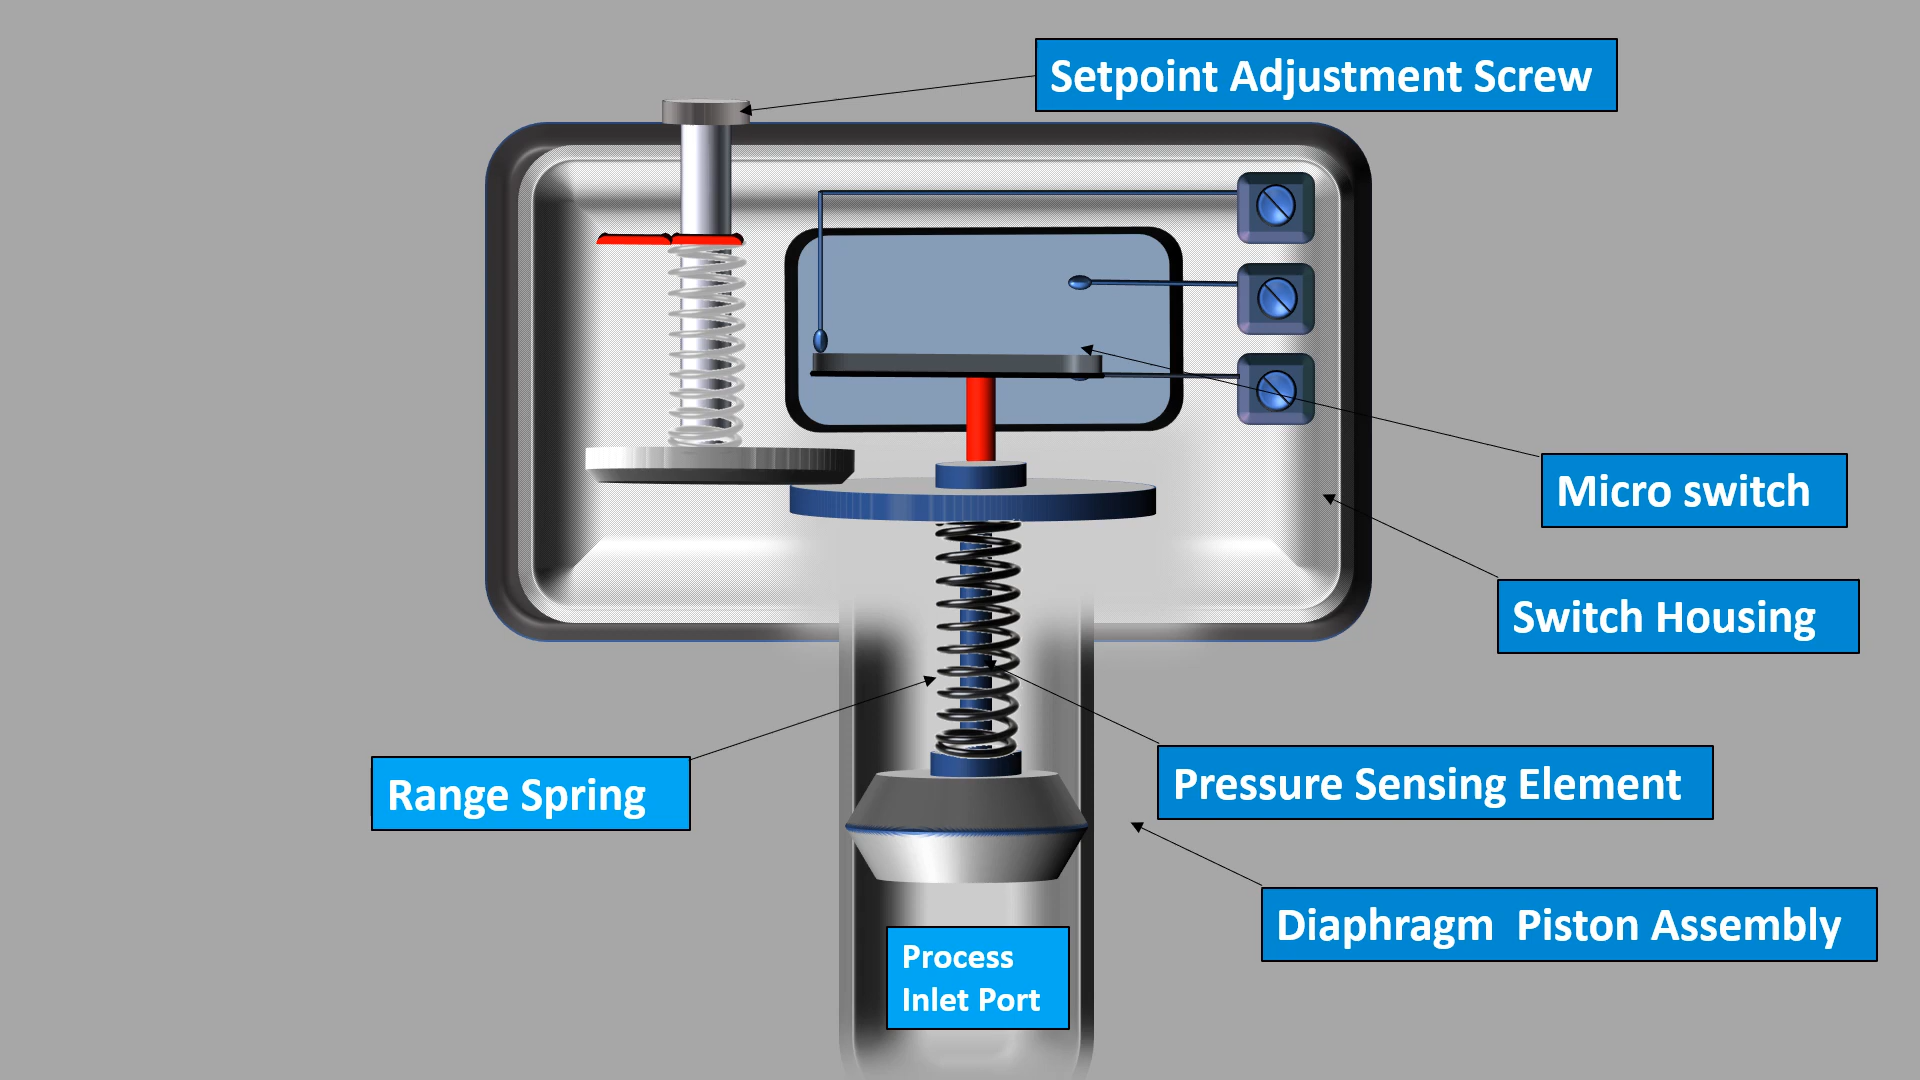 Setpoint Adjustment Screw
Micro switch
Switch Housing
Range Spring
Pressure Sensing Element
Diaphragm  Piston Assembly
Process
Inlet Port